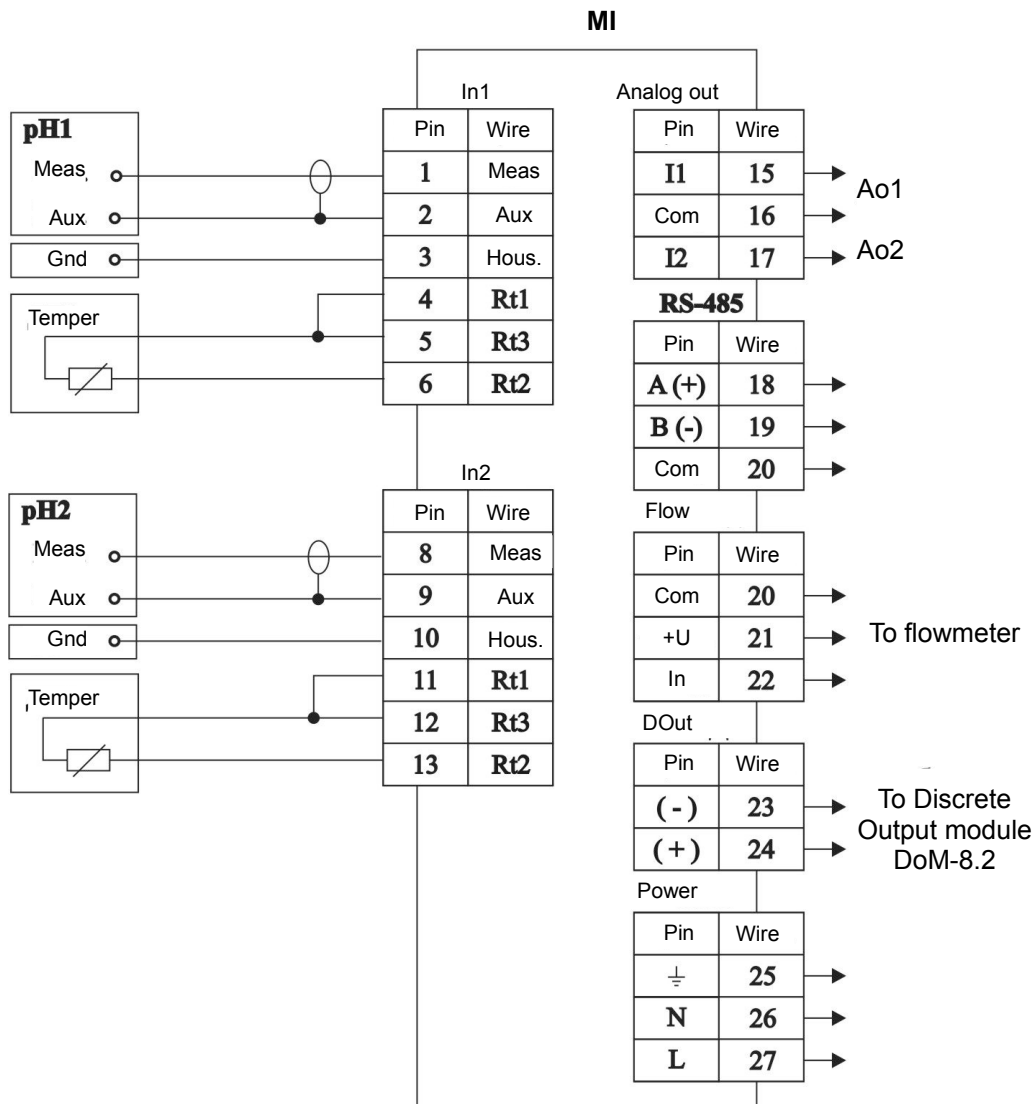 MI
In1
Pin Wire
1 Meas
2 Aux
3 Hous.
4 Rt1
5 Rt3
6 Rt2
pH1
Meas
Aux
Gnd
Temper
In2
Pin Wire
8 Meas
9 Aux
10 Hous.
11 Rt1
12 Rt3
13 Rt2
pH2
Meas
Aux
Gnd
Temper
Analog out
Pin Wire
I1 15
Com 16
I2 17
Ao1
Ao2
RS-485
Pin Wire
A (+) 18
B (-) 19
Com 20
Flow
Pin Wire
Com 20
+U 21
In 22
To flowmeter
DOut
Pin Wire
( - ) 23
( + ) 24
To Discrete
Output module
DoM-8.2
Power
Pin Wire
⏚ 25
N 26
L 27